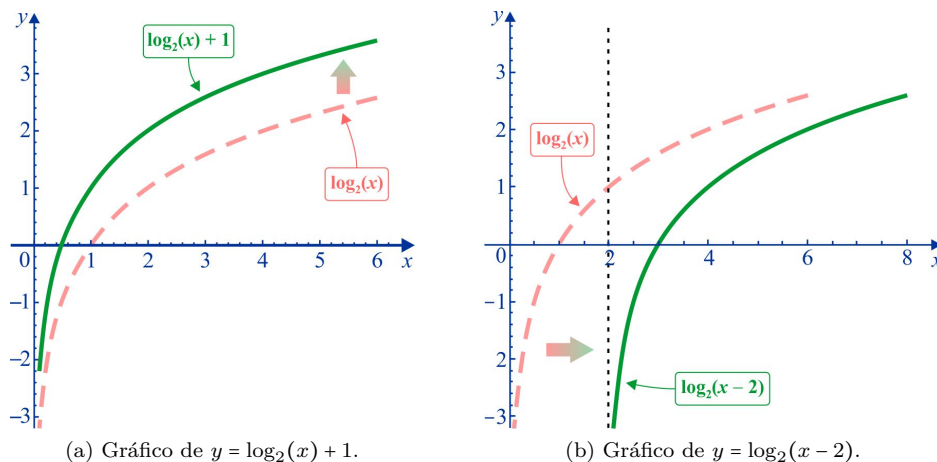 y
log₂(x) + 1
3
2
log₂(x)
1
0 1 2 3 4 5 6 x
−1
−2
−3
(a) Gráfico de y = log₂(x) + 1.
y
3
2
log₂(x)
1
0 2 4 6 8 x
−1
−2
log₂(x − 2)
−3
(b) Gráfico de y = log₂(x − 2).